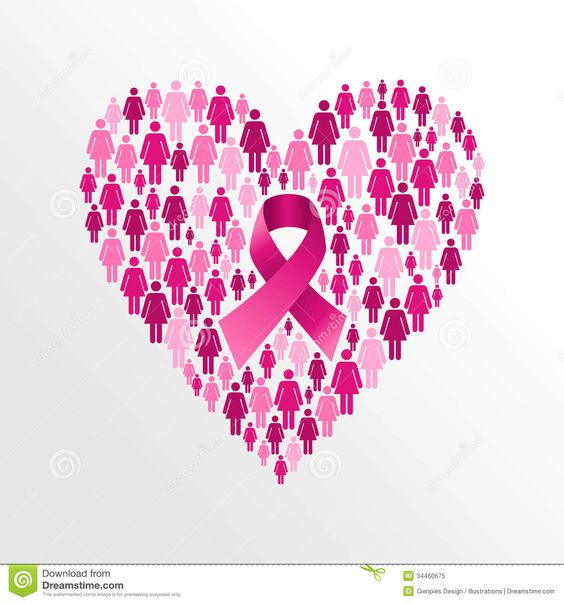 Download from
Dreamstime.com
This watermarked comp image is for previewing purposes only.
34460675
© Cienpies Design / Illustrations | Dreamstime.com